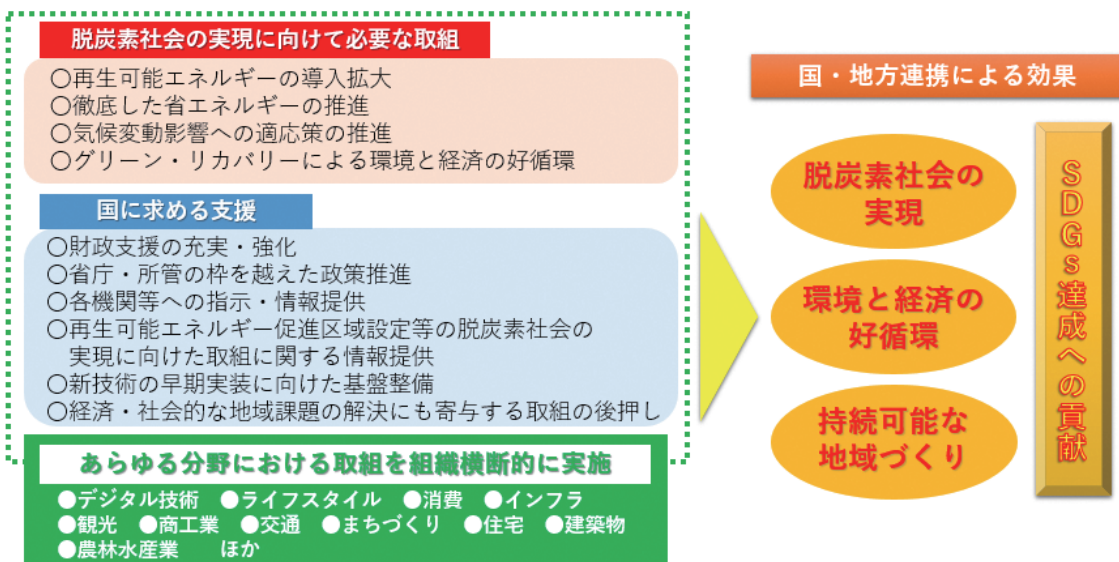 脱炭素社会の実現に向けて必要な取組
〇再生可能エネルギーの導入拡大
〇徹底した省エネルギーの推進
〇気候変動影響への適応策の推進
〇グリーン・リカバリーによる環境と経済の好循環
国に求める支援
〇財政支援の充実・強化
〇省庁・所管の枠を越えた政策推進
〇各機関等への指示・情報提供
〇再生可能エネルギー促進区域設定等の脱炭素社会の
実現に向けた取組に関する情報提供
〇新技術の早期実装に向けた基盤整備
〇経済・社会的な地域課題の解決にも寄与する取組の後押し
あらゆる分野における取組を組織横断的に実施
●デジタル技術 ●ライフスタイル ●消費 ●インフラ
●観光 ●商工業 ●交通 ●まちづくり ●住宅 ●建築物
●農林水産業 ほか
国・地方連携による効果
脱炭素社会の
実現
環境と経済の
好循環
持続可能な
地域づくり
SDGs達成への貢献